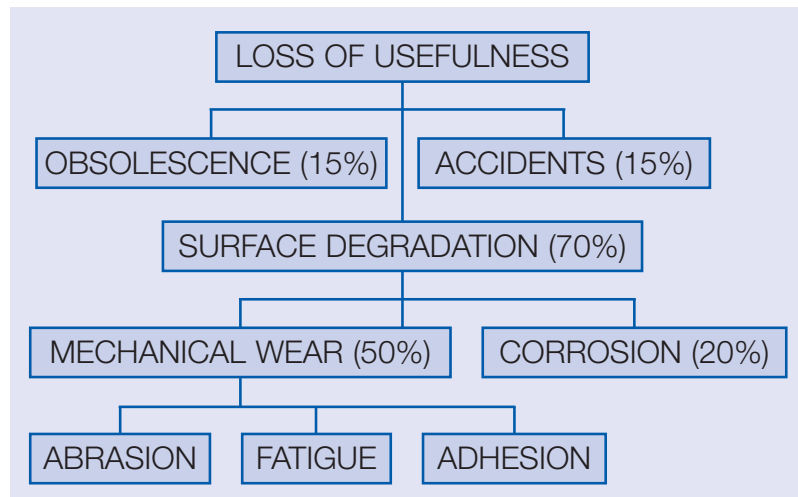 LOSS OF USEFULNESS
OBSOLESCENCE (15%)
ACCIDENTS (15%)
SURFACE DEGRADATION (70%)
MECHANICAL WEAR (50%)
CORROSION (20%)
ABRASION
FATIGUE
ADHESION